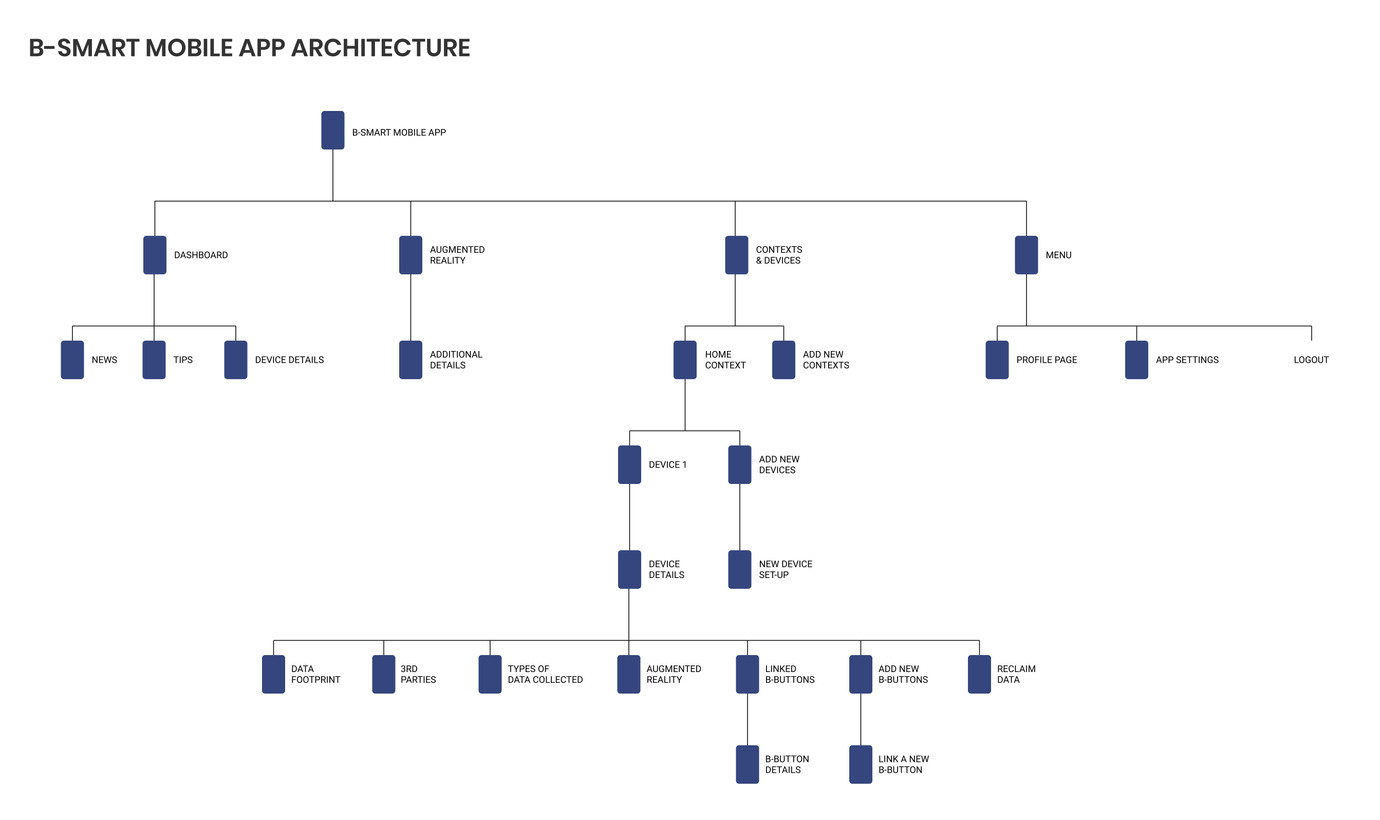 B-SMART MOBILE APP ARCHITECTURE
B-SMART MOBILE APP
DASHBOARD
AUGMENTED
REALITY
CONTEXTS
& DEVICES
MENU
NEWS
TIPS
DEVICE DETAILS
ADDITIONAL
DETAILS
HOME
CONTEXT
ADD NEW
CONTEXTS
PROFILE PAGE
APP SETTINGS
LOGOUT
DEVICE 1
ADD NEW
DEVICES
DEVICE
DETAILS
NEW DEVICE
SET-UP
DATA
FOOTPRINT
3RD
PARTIES
TYPES OF
DATA COLLECTED
AUGMENTED
REALITY
LINKED
B-BUTTONS
ADD NEW
B-BUTTONS
RECLAIM
DATA
B-BUTTON
DETAILS
LINK A NEW
B-BUTTON